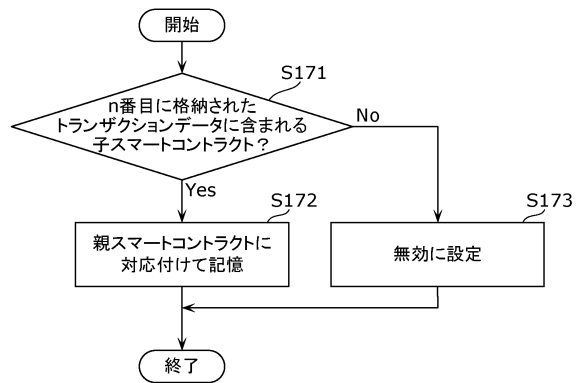 開始
S171
n番目に格納された
トランザクションデータに含まれる
子スマートコントラクト？
No
Yes
S172
親スマートコントラクトに
対応付けて記憶
S173
無効に設定
終了